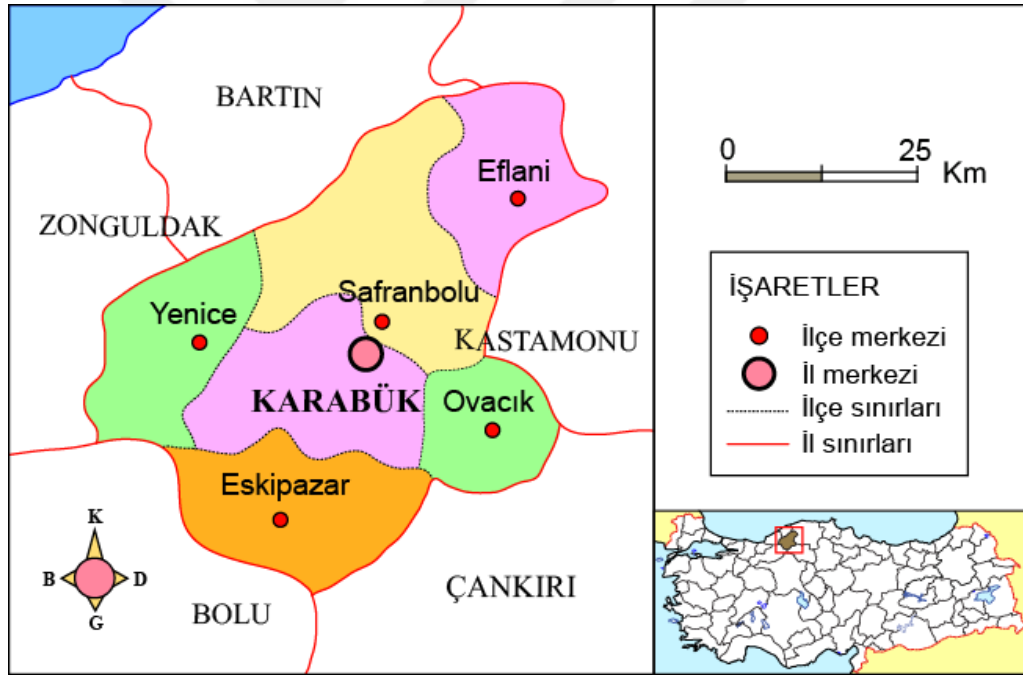 BARTIN
Eflani
ZONGULDAK
Safranbolu
Yenice
KASTAMONU
KARABÜK
Ovacık
Eskipazar
ÇANKIRI
BOLU
K
B D
G
0 25
Km
İŞARETLER
İlçe merkezi
İl merkezi
İlçe sınırları
İl sınırları